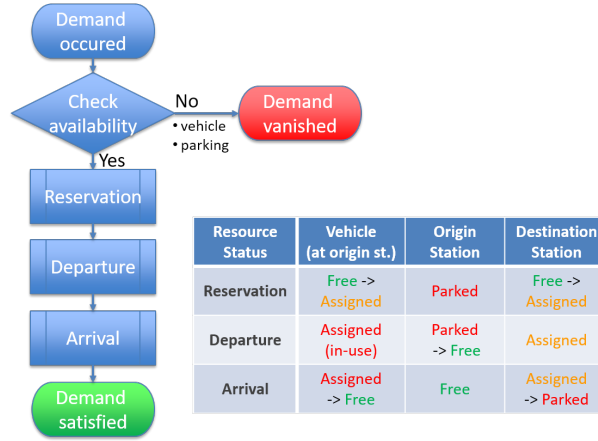 Demand
occured
Check
availability
No
• vehicle
• parking
Demand
vanished
Yes
Reservation
Departure
Arrival
Demand
satisfied
Resource
Status
Vehicle
(at origin st.)
Origin
Station
Destination
Station
Reservation
Free ->
Assigned
Parked
Free ->
Assigned
Departure
Assigned
(in-use)
Parked
-> Free
Assigned
Arrival
Assigned
-> Free
Free
Assigned
-> Parked